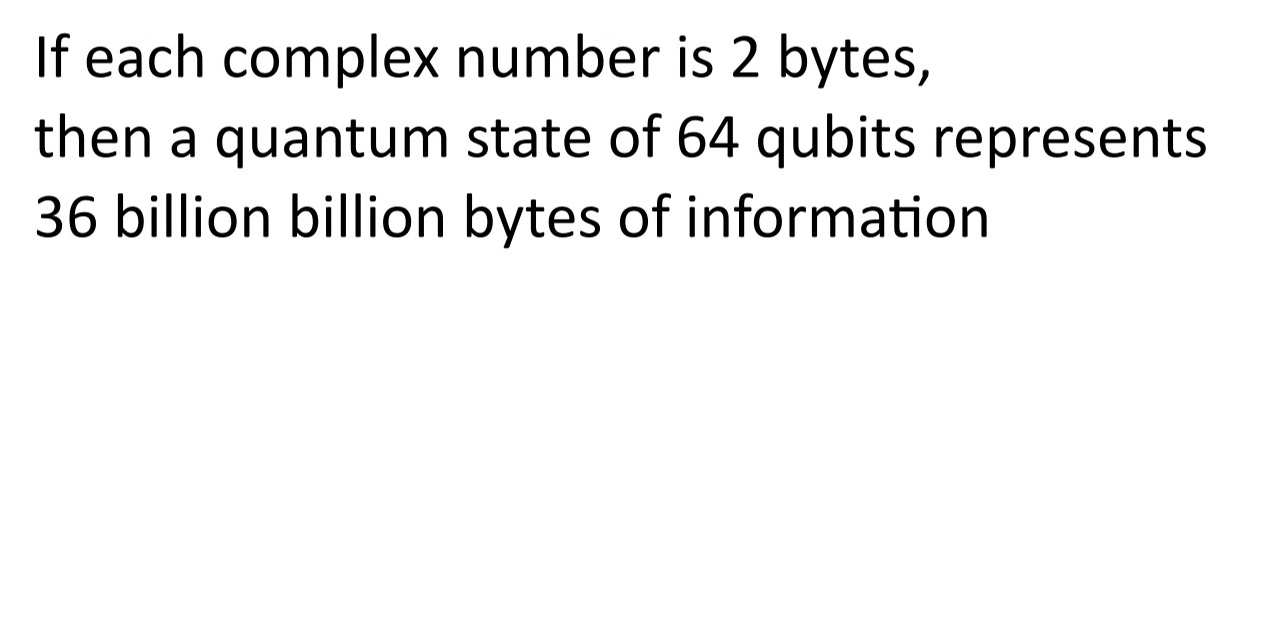 If each complex number is 2 bytes,
then a quantum state of 64 qubits represents
36 billion billion bytes of information